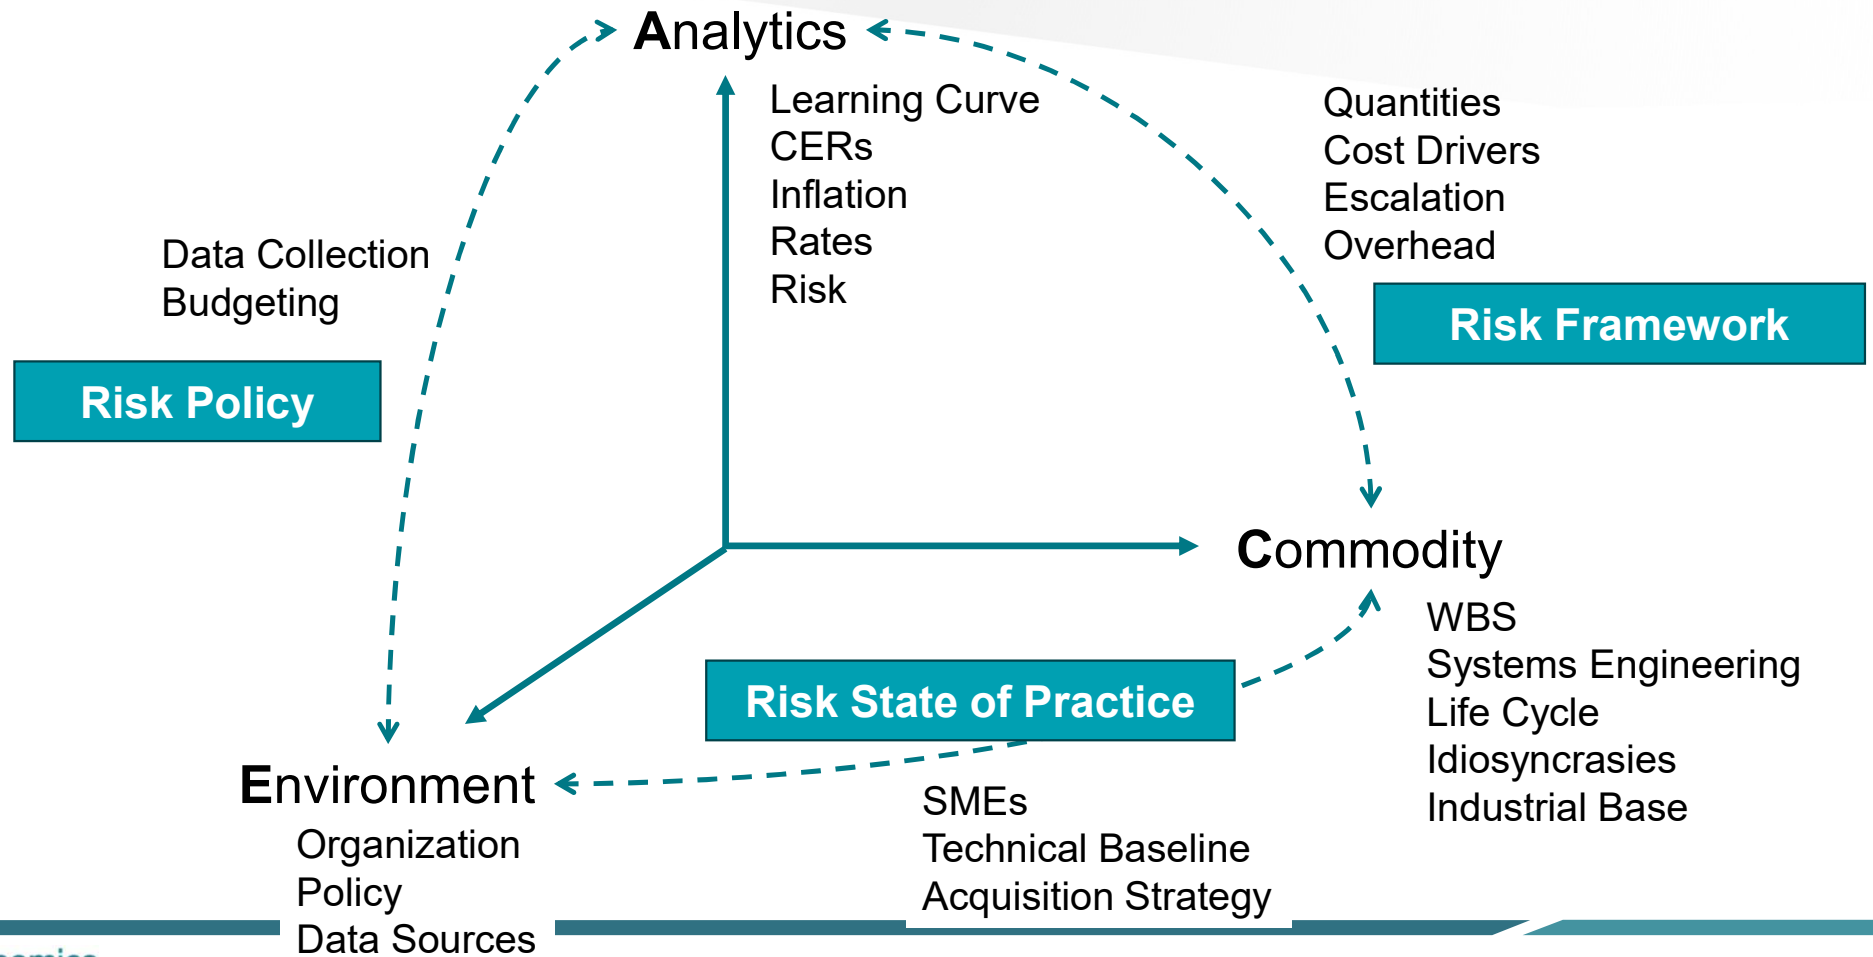 Analytics
Learning Curve
CERs
Inflation
Rates
Risk
Quantities
Cost Drivers
Escalation
Overhead
Risk Framework
Data Collection
Budgeting
Risk Policy
Commodity
WBS
Systems Engineering
Life Cycle
Idiosyncrasies
Industrial Base
Risk State of Practice
SMEs
Technical Baseline
Acquisition Strategy
Environment
Organization
Policy
Data Sources